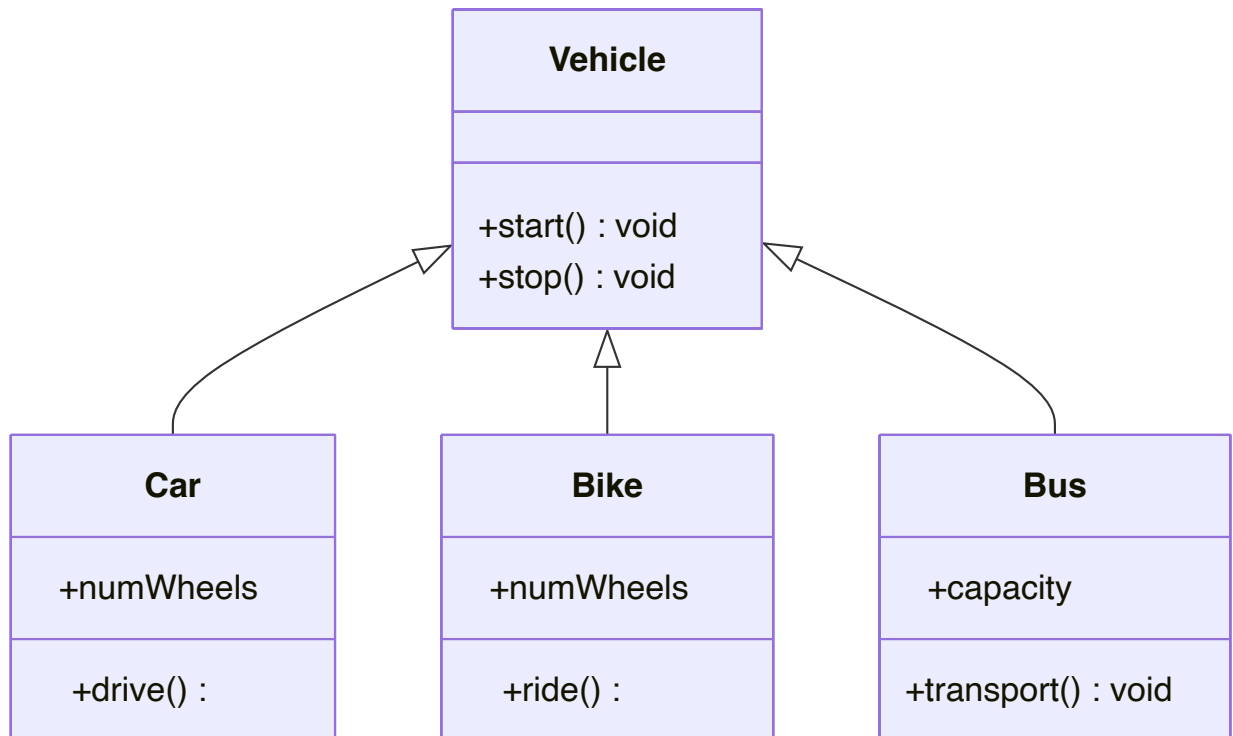 Vehicle
+start() : void
+stop() : void
Car
+numWheels
+drive() :
Bike
+numWheels
+ride() :
Bus
+capacity
+transport() : void